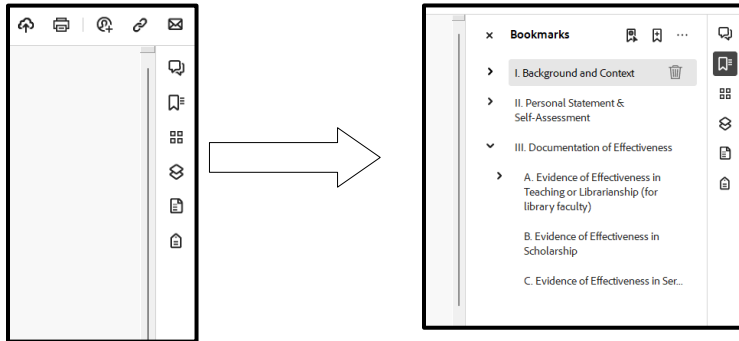 Bookmarks
I. Background and Context
II. Personal Statement &
Self-Assessment
III. Documentation of Effectiveness
A. Evidence of Effectiveness in
Teaching or Librarianship (for
library faculty)
B. Evidence of Effectiveness in
Scholarship
C. Evidence of Effectiveness in Ser...